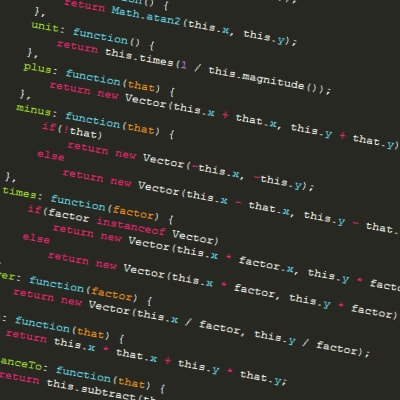 () {
return Math.atan2(this.x, this.y);
unit: function() {
return this.times(1 / this.magnitude());
},
plus: function(that) {
return new Vector(this.x + that.x, this.y + that.y)
},
minus: function(that) {
if(!that)
return new Vector(-this.x, -this.y);
else
return new Vector(this.x - that.x, this.y - that.
},
times: function(factor) {
if(factor instanceof Vector)
return new Vector(this.x * factor.x, this.y * fact
else
return new Vector(this.x * factor, this.y * factor)
er: function(factor) {
return new Vector(this.x / factor, this.y / factor);
: function(that) {
return this.x * that.x + this.y * that.y;
anceTo: function(that) {
return this.subtract(th